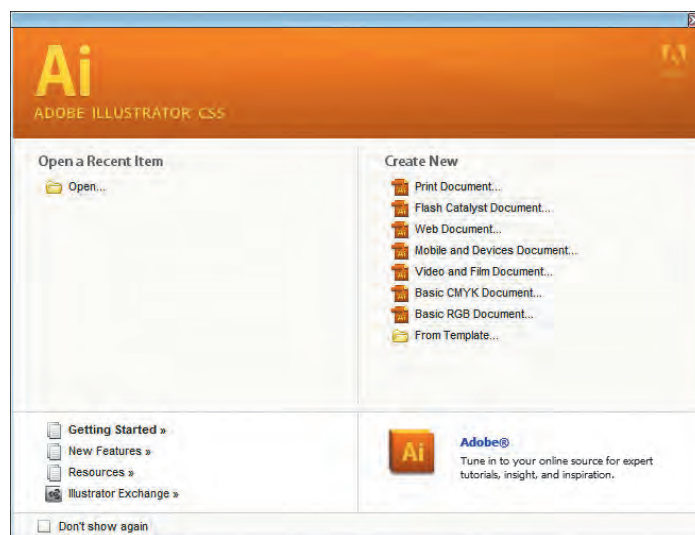 Ai
ADOBE ILLUSTRATOR CS5
Open a Recent Item
Open...
Create New
Print Document...
Flash Catalyst Document...
Web Document...
Mobile and Devices Document...
Video and Film Document...
Basic CMYK Document...
Basic RGB Document...
From Template...
Getting Started »
New Features »
Resources »
Illustrator Exchange »
Ai
Adobe®
Tune in to your online source for expert
tutorials, insight, and inspiration.
Don't show again